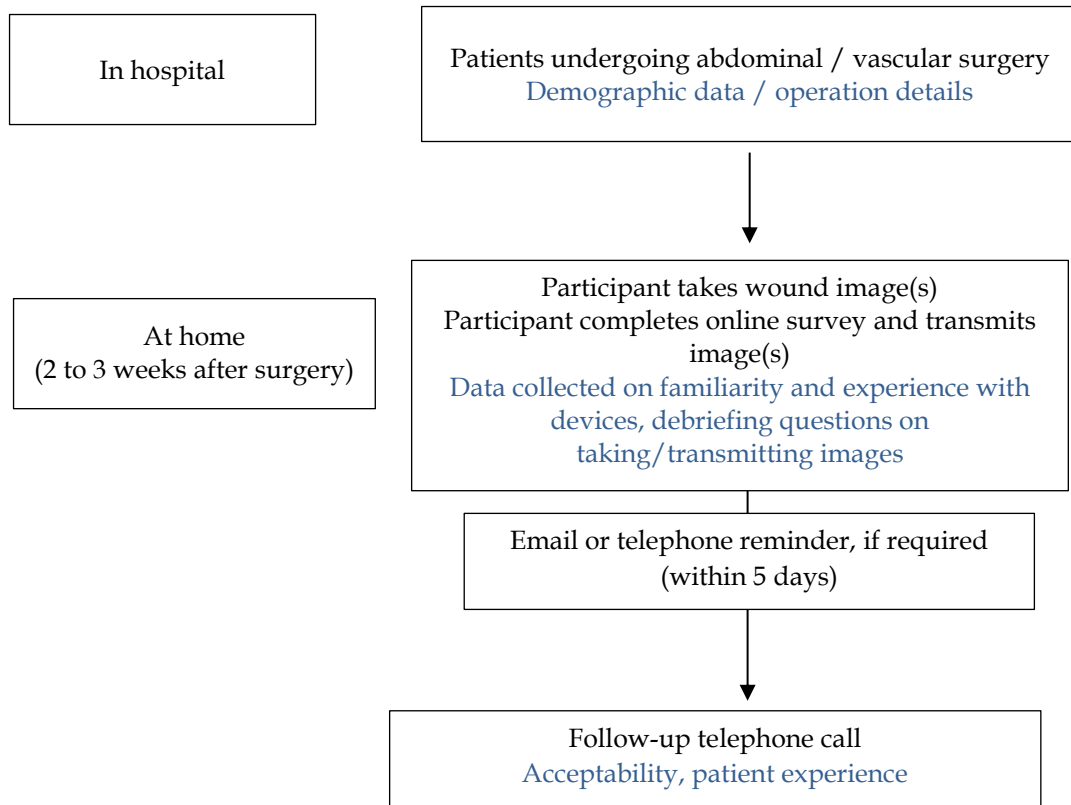 In hospital
Patients undergoing abdominal / vascular surgery
Demographic data / operation details
At home
(2 to 3 weeks after surgery)
Participant takes wound image(s)
Participant completes online survey and transmits
image(s)
Data collected on familiarity and experience with
devices, debriefing questions on
taking/transmitting images
Email or telephone reminder, if required
(within 5 days)
Follow-up telephone call
Acceptability, patient experience